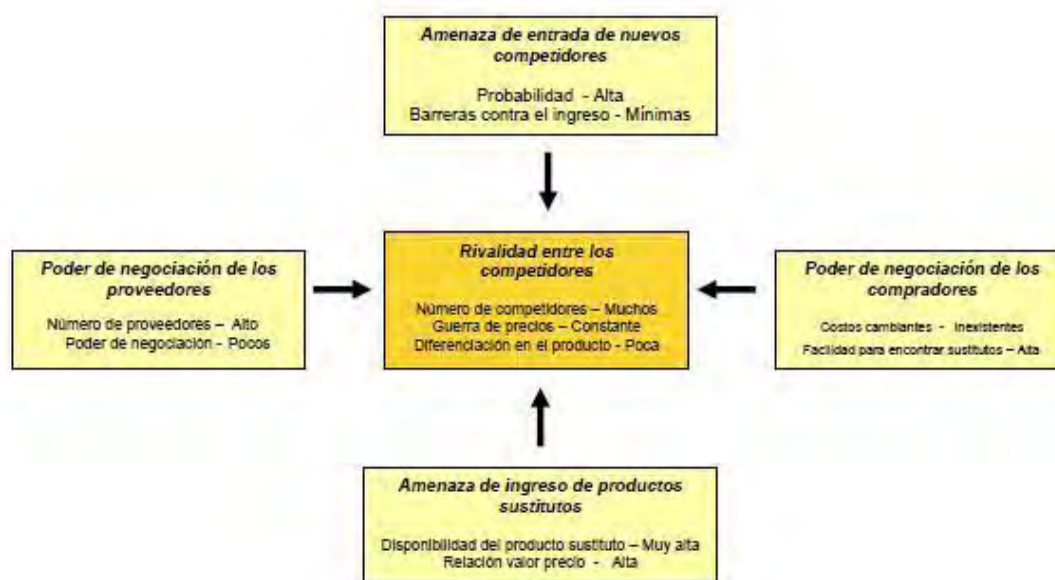 Amenaza de entrada de nuevos
competidores
Probabilidad - Alta
Barreras contra el ingreso - Mínimas
Poder de negociación de los
proveedores
Número de proveedores – Alto
Poder de negociación - Pocos
Rivalidad entre los
competidores
Número de competidores – Muchos
Guerra de precios – Constante
Diferenciación en el producto - Poca
Poder de negociación de los
compradores
Costos cambiantes - Inexistentes
Facilidad para encontrar sustitutos – Alta
Amenaza de ingreso de productos
sustitutos
Disponibilidad del producto sustituto – Muy alta
Relación valor precio - Alta